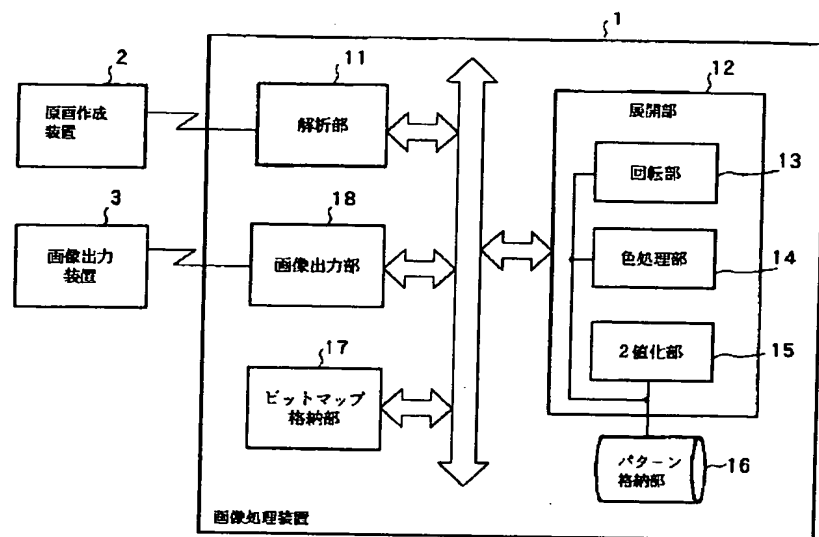 1
2
原画作成
装置
11
解析部
12
展開部
13
回転部
3
画像出力
装置
18
画像出力部
色処理部
14
17
ビットマップ
格納部
2値化部
15
パターン
格納部
16
画像処理装置